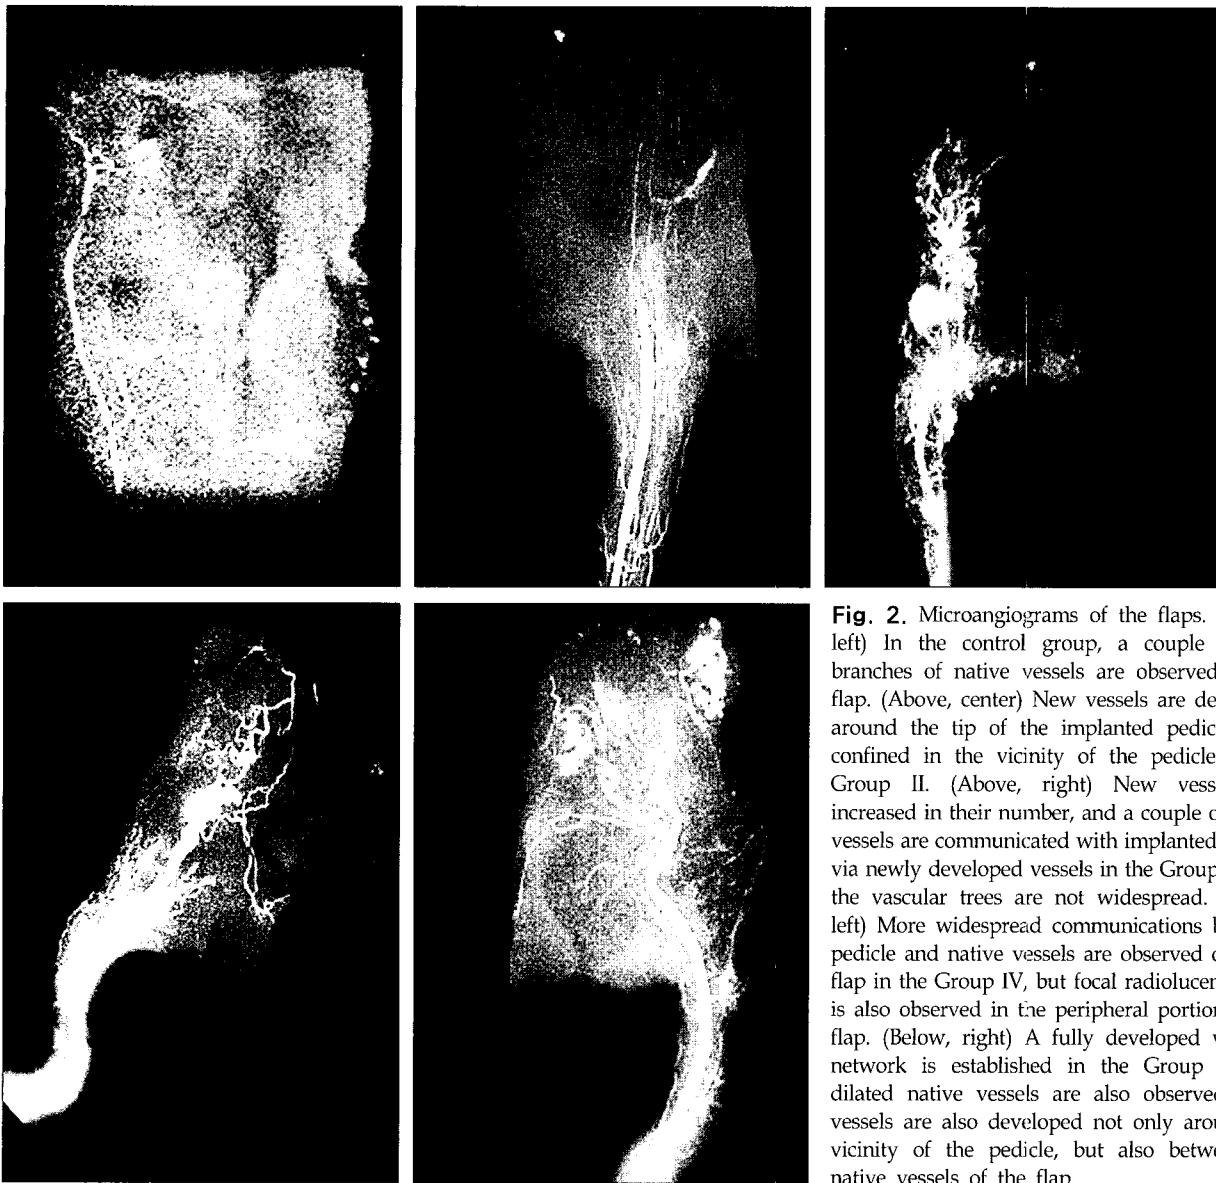 Fig. 2. Microangiograms of the flaps.
left) In the control group, a couple
branches of native vessels are observed
flap. (Above, center) New vessels are de
around the tip of the implanted pedic
confined in the vicinity of the pedicle
Group II. (Above, right) New vess
increased in their number, and a couple o
vessels are communicated with implanted
via newly developed vessels in the Group
the vascular trees are not widespread.
left) More widespread communications b
pedicle and native vessels are observed o
flap in the Group IV, but focal radiolucen
is also observed in the peripheral portion
flap. (Below, right) A fully developed v
network is established in the Group
dilated native vessels are also observed
vessels are also developed not only arou
vicinity of the pedicle, but also betwe
native vessels of the flap